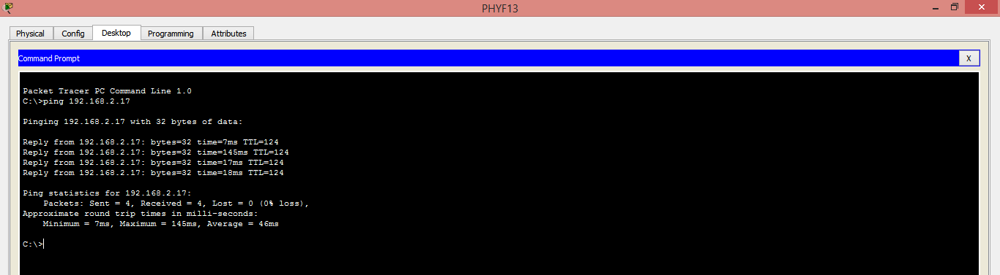 PHYF13
Physical Config Desktop Programming Attributes
Command Prompt X
Packet Tracer PC Command Line 1.0
C:\>ping 192.168.2.17
Pinging 192.168.2.17 with 32 bytes of data:
Reply from 192.168.2.17: bytes=32 time=7ms TTL=124
Reply from 192.168.2.17: bytes=32 time=145ms TTL=124
Reply from 192.168.2.17: bytes=32 time=17ms TTL=124
Reply from 192.168.2.17: bytes=32 time=18ms TTL=124
Ping statistics for 192.168.2.17:
Packets: Sent = 4, Received = 4, Lost = 0 (0% loss),
Approximate round trip times in milli-seconds:
Minimum = 7ms, Maximum = 145ms, Average = 46ms
C:\>